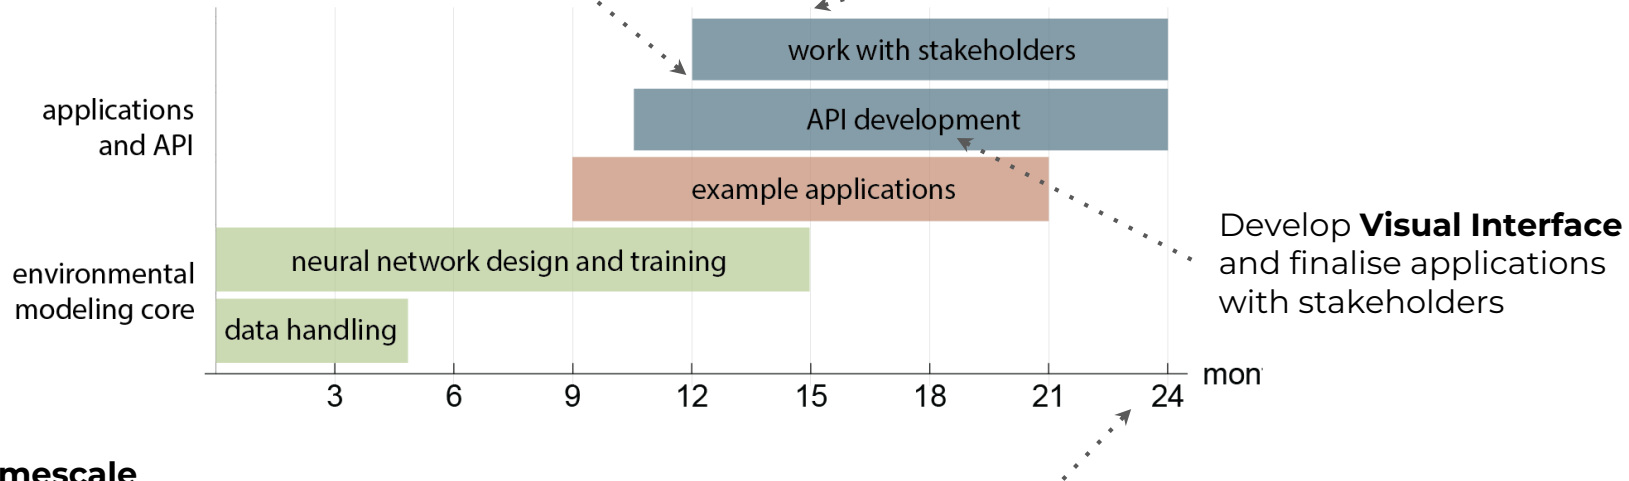 work with stakeholders
applications
and API
API development
example applications
Develop Visual Interface
and finalise applications
with stakeholders
neural network design and training
environmental
modeling core
data handling
3 6 9 12 15 18 21 24
mon
mescale